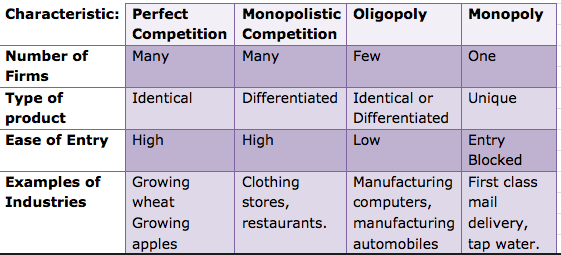 Characteristic: Perfect Competition Monopolistic Competition Oligopoly Monopoly
Number of Firms Many Many Few One
Type of product Identical Differentiated Identical or Differentiated Unique
Ease of Entry High High Low Entry Blocked
Examples of Industries Growing wheat Growing apples Clothing stores, restaurants. Manufacturing computers, manufacturing automobiles First class mail delivery, tap water.